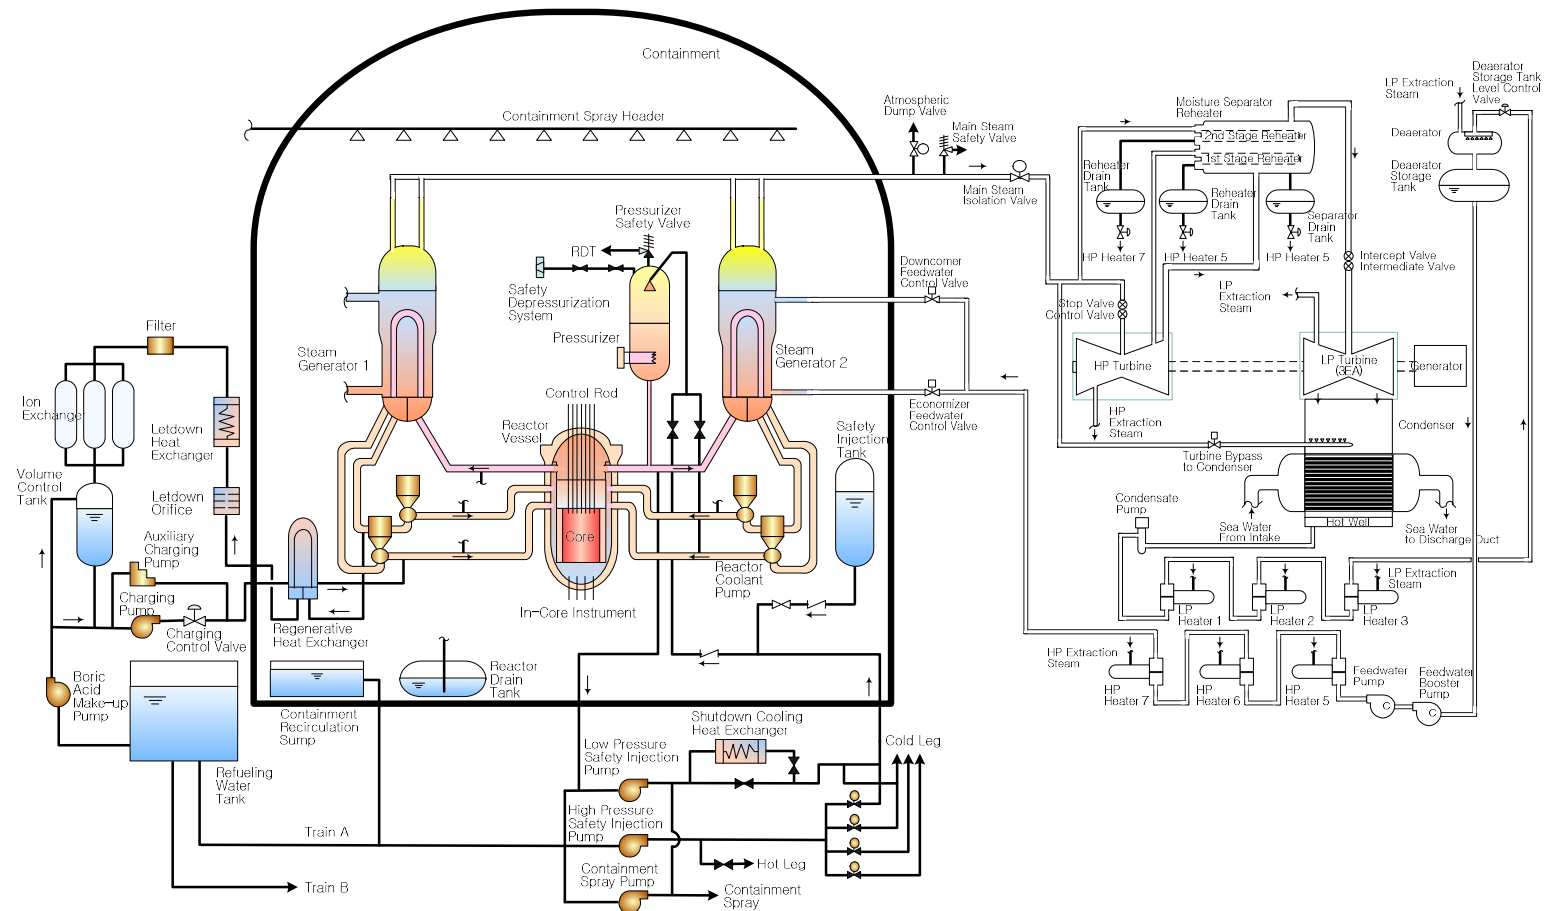 Containment
Containment Spray Header
Atmospheric
Dump Valve
Main Steam
Safety Valve
Main Steam
Isolation Valve
Moisture Separator
Reheater
2nd Stage Reheater
1st Stage Reheater
Reheater
Drain
Tank
Reheater
Drain
Tank
Separator
Drain
Tank
HP Heater 7
HP Heater 5
HP Heater 5
LP Extraction
Steam
Deaerator
Storage Tank
Level Control
Valve
Deaerator
Deaerator
Storage
Tank
Intercept Valve
Intermediate Valve
LP
Extraction
Steam
Stop Valve
Control Valve
HP Turbine
LP Turbine
(3EA)
Generator
HP
Extraction
Steam
Condenser
Turbine Bypass
to Condenser
Hot Well
Sea Water
From Intake
Sea Water
to Discharge Duct
Condensate
Pump
LP Extraction
Steam
LP
Heater 1
LP
Heater 2
LP
Heater 3
HP Extraction
Steam
HP
Heater 7
HP
Heater 6
HP
Heater 5
Feedwater
Pump
Feedwater
Booster
Pump
C
C
Pressurizer
Safety Valve
RDT
Safety
Depressurization
System
Pressurizer
Downcomer
Feedwater
Control Valve
Economizer
Feedwater
Control Valve
Steam
Generator 1
Steam
Generator 2
Control Rod
Reactor
Vessel
Core
In-Core Instrument
Reactor
Coolant
Pump
Safety
Injection
Tank
Filter
Ion
Exchanger
Letdown
Heat
Exchanger
Volume
Control
Tank
Letdown
Orifice
Auxiliary
Charging
Pump
Charging
Pump
Charging
Control Valve
Regenerative
Heat Exchanger
Boric
Acid
Make-up
Pump
Refueling
Water
Tank
Containment
Recirculation
Sump
Reactor
Drain
Tank
Train A
Train B
Shutdown Cooling
Heat Exchanger
Low Pressure
Safety Injection
Pump
High Pressure
Safety Injection
Pump
Containment
Spray Pump
Cold Leg
Hot Leg
Containment
Spray